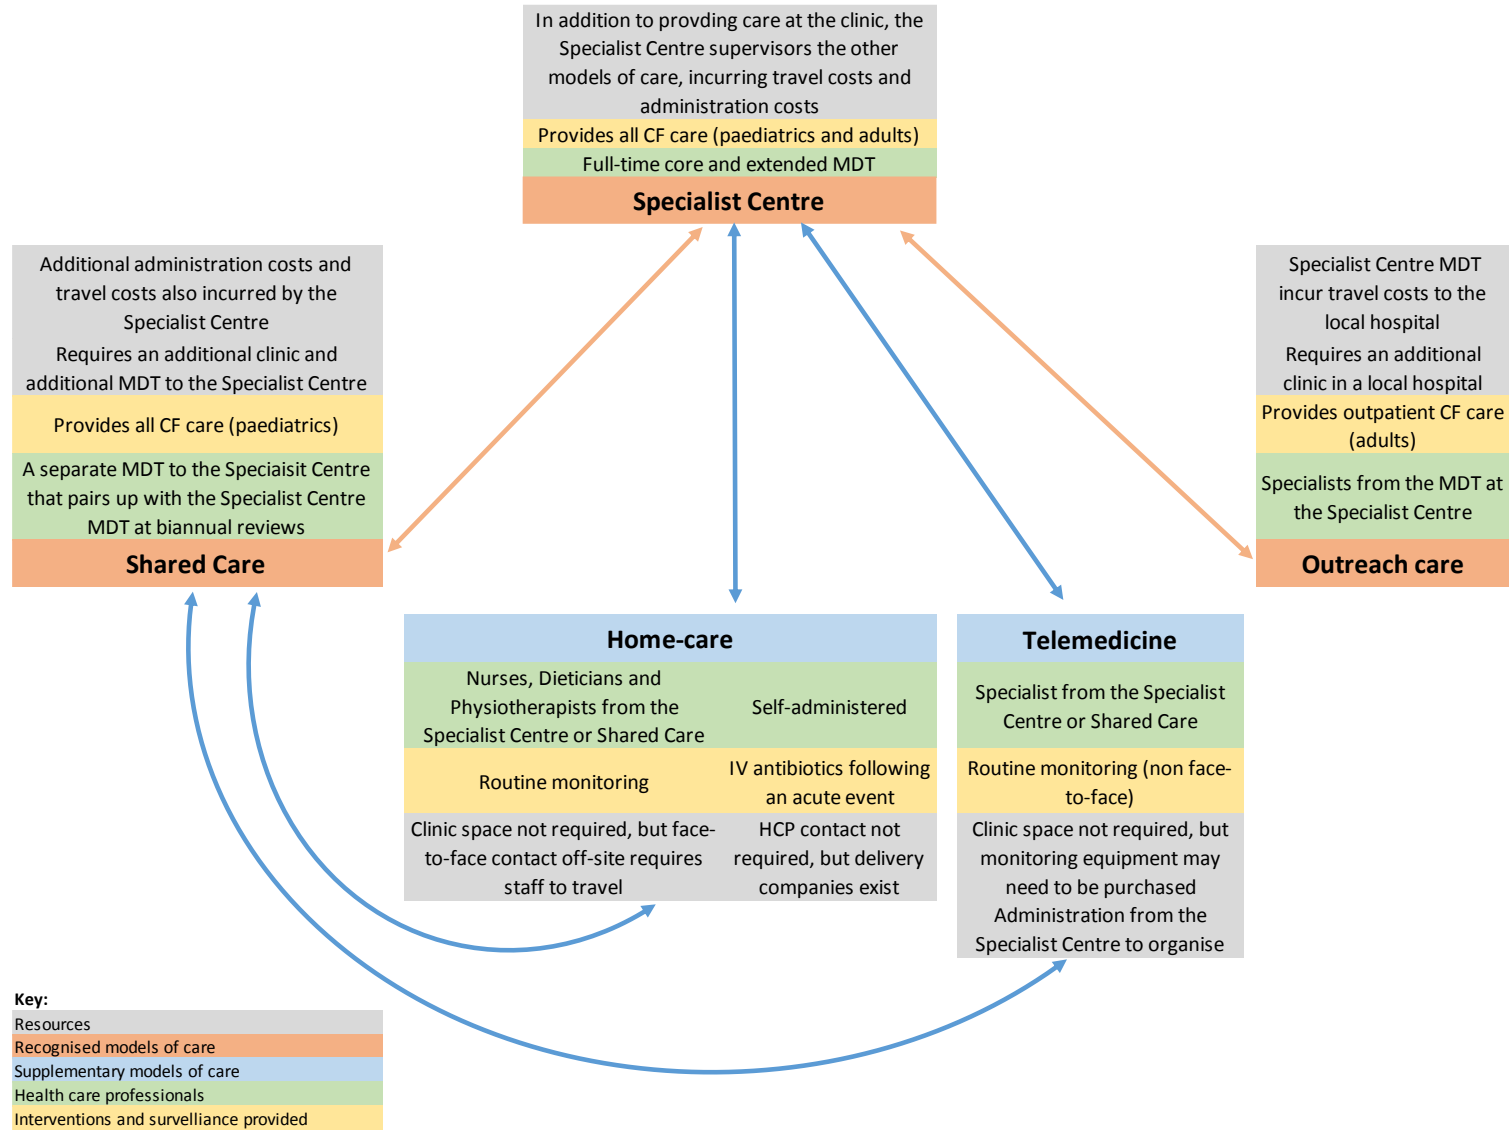 In addition to provding care at the clinic, the
Specialist Centre supervisors the other
models of care, incurring travel costs and
administration costs
Provides all CF care (paediatrics and adults)
Full-time core and extended MDT
Specialist Centre
Additional administration costs and
travel costs also incurred by the
Specialist Centre
Requires an additional clinic and
additional MDT to the Specialist Centre
Provides all CF care (paediatrics)
A separate MDT to the Speciaisit Centre
that pairs up with the Specialist Centre
MDT at biannual reviews
Shared Care
Specialist Centre MDT
incur travel costs to the
local hospital
Requires an additional
clinic in a local hospital
Provides outpatient CF care
(adults)
Specialists from the MDT at
the Specialist Centre
Outreach care
Home-care
Nurses, Dieticians and
Physiotherapists from the
Specialist Centre or Shared Care
Self-administered
Routine monitoring
IV antibiotics following
an acute event
Clinic space not required, but face-
to-face contact off-site requires
staff to travel
HCP contact not
required, but delivery
companies exist
Telemedicine
Specialist from the Specialist
Centre or Shared Care
Routine monitoring (non face-
to-face)
Clinic space not required, but
monitoring equipment may
need to be purchased
Administration from the
Specialist Centre to organise
Key:
Resources
Recognised models of care
Supplementary models of care
Health care professionals
Interventions and survelliance provided